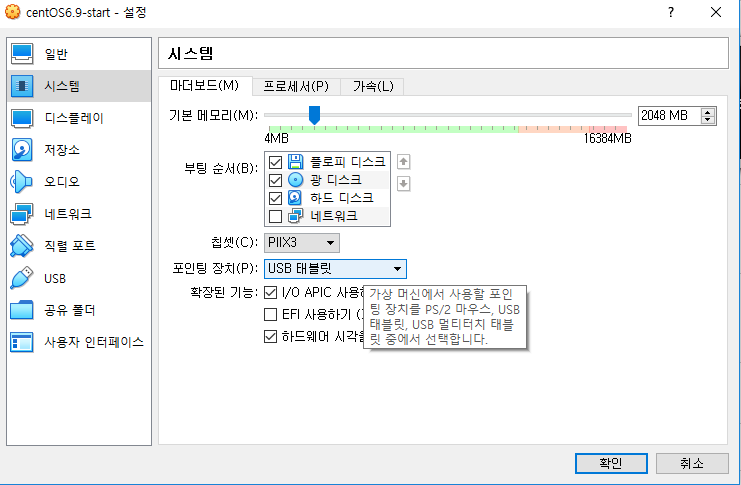 centOS6.9-start - 설정
일반
시스템
디스플레이
저장소
오디오
네트워크
직렬 포트
USB
공유 폴더
사용자 인터페이스
시스템
마더보드(M) 프로세서(P) 가속(L)
기본 메모리(M): 2048 MB
4MB 16384MB
부팅 순서(B):
플로피 디스크
광 디스크
하드 디스크
네트워크
칩셋(C): PIIX3
포인팅 장치(P): USB 태블릿
확장된 기능: I/O APIC 사용
EFI 사용하기
하드웨어 시각을
가상 머신에서 사용할 포인
팅 장치를 PS/2 마우스, USB
태블릿, USB 멀티터치 태블
릿 중에서 선택합니다.
확인 취소